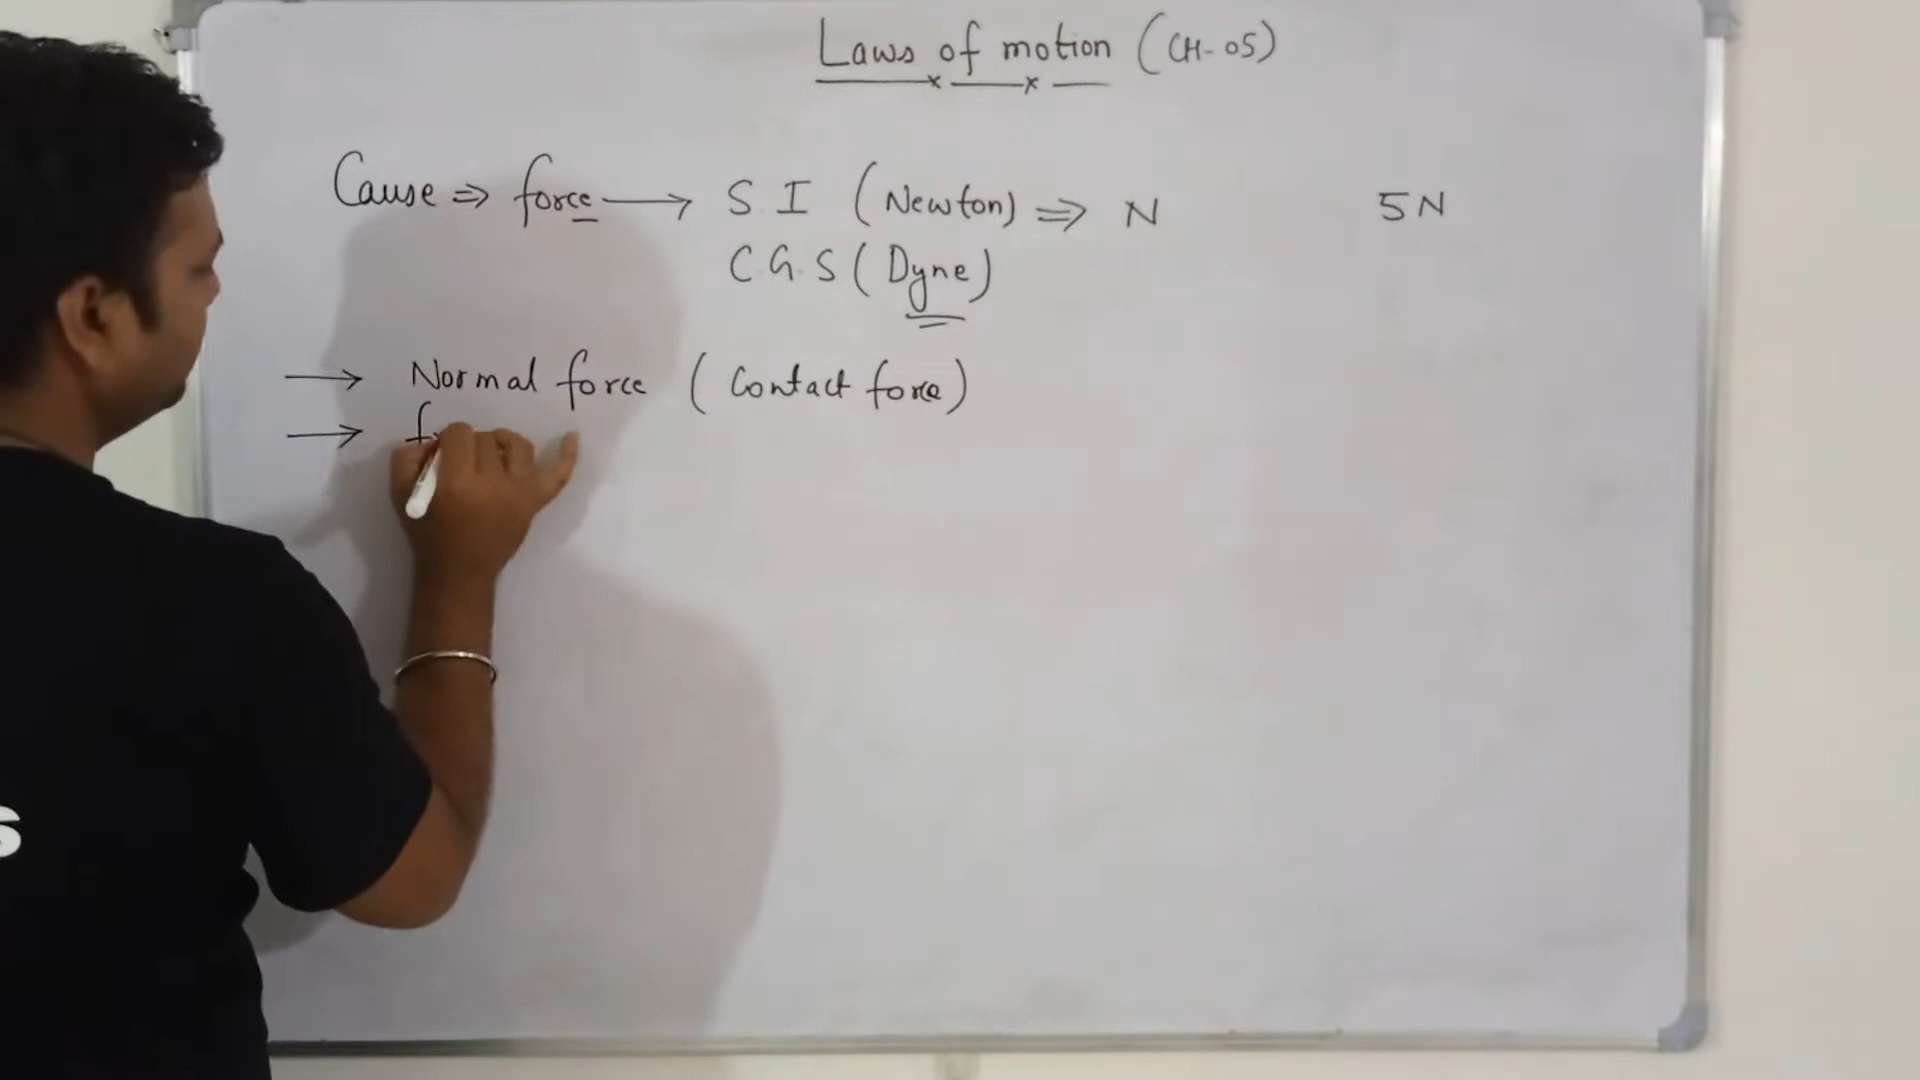 Laws of motion (CH-05)
Cause ⇒ force → S.I (Newton) ⇒ N 5N
C.G.S (Dyne)
→ Normal force (Contact force)
→ f
s